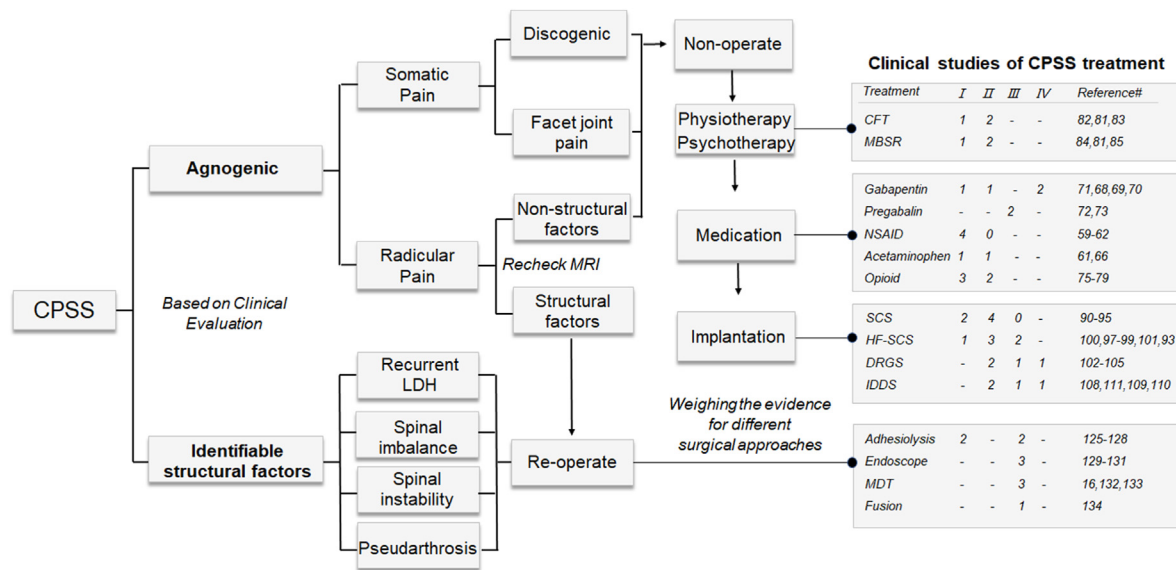 CPSS
Based on Clinical
Evaluation
Agnogenic
Identifiable
structural factors
Somatic
Pain
Radicular
Pain
Discogenic
Facet joint
pain
Non-structural
factors
Recheck MRI
Structural
factors
Recurrent
LDH
Spinal
imbalance
Spinal
instability
Pseudarthrosis
Re-operate
Non-operate
Physiotherapy
Psychotherapy
Medication
Implantation
Weighing the evidence
for different
surgical approaches
Clinical studies of CPSS treatment
Treatment I II III IV Reference#
CFT 1 2 - - 82,81,83
MBSR 1 2 - - 84,81,85
Gabapentin 1 1 - 2 71,68,69,70
Pregabalin - - 2 - 72,73
NSAID 4 0 - - 59-62
Acetaminophen 1 1 - - 61,66
Opioid 3 2 - - 75-79
SCS 2 4 0 - 90-95
HF-SCS 1 3 2 - 100,97-99,101,93
DRGS - 2 1 1 102-105
IDDS - 2 1 1 108,111,109,110
Adhesiolysis 2 - 2 - 125-128
Endoscope - - 3 - 129-131
MDT - - 3 - 16,132,133
Fusion - - 1 - 134